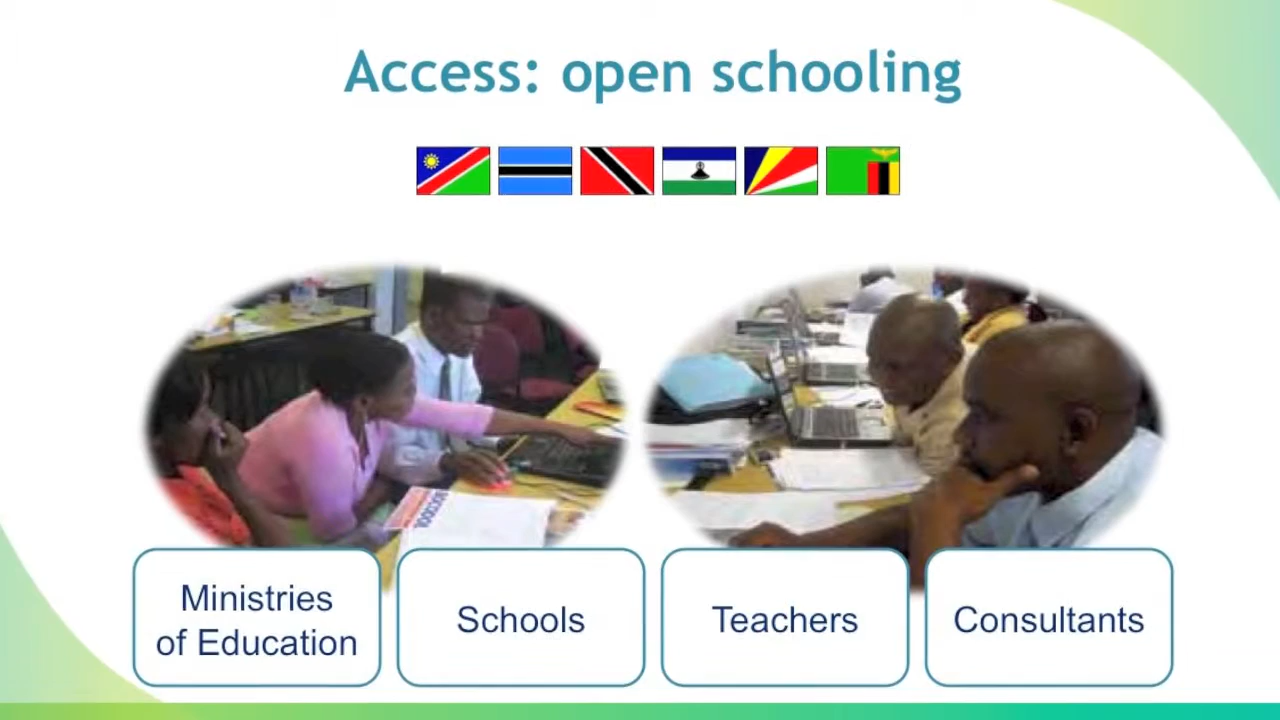 Access: open schooling
Ministries
of Education
Schools
Teachers
Consultants